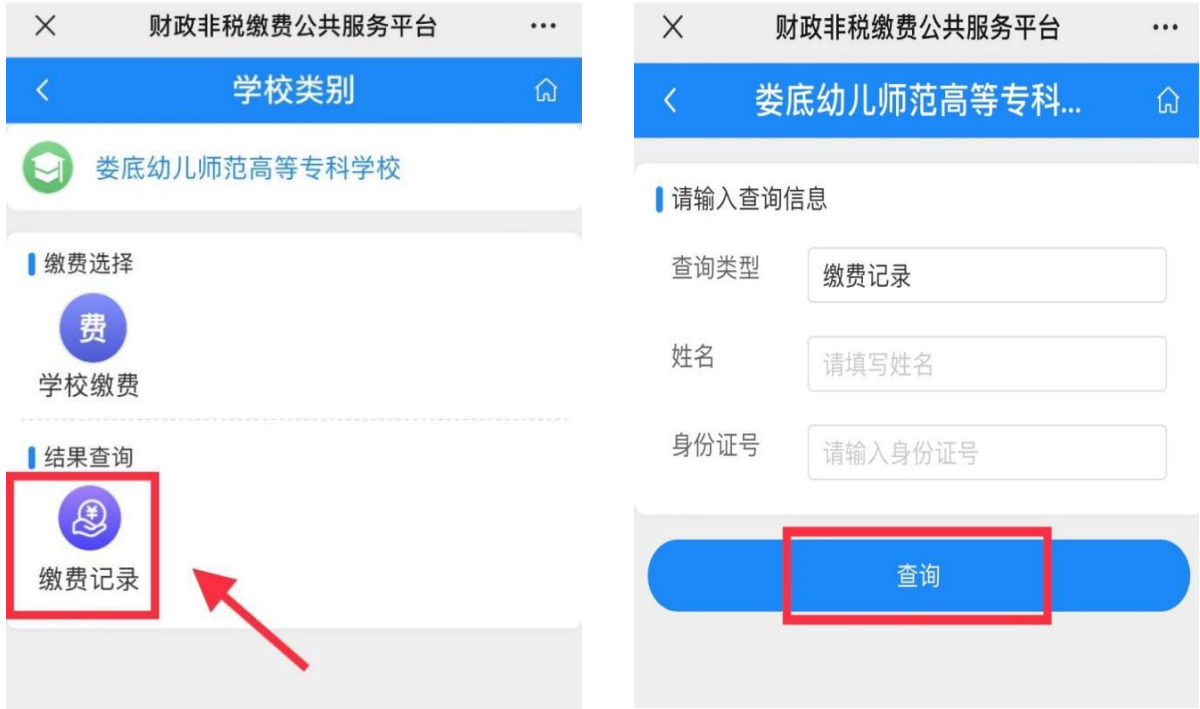 财政非税缴费公共服务平台
学校类别
娄底幼儿师范高等专科学校
缴费选择
费
学校缴费
结果查询
¥
缴费记录
财政非税缴费公共服务平台
娄底幼儿师范高等专科...
请输入查询信息
查询类型
缴费记录
姓名
请填写姓名
身份证号
请输入身份证号
查询